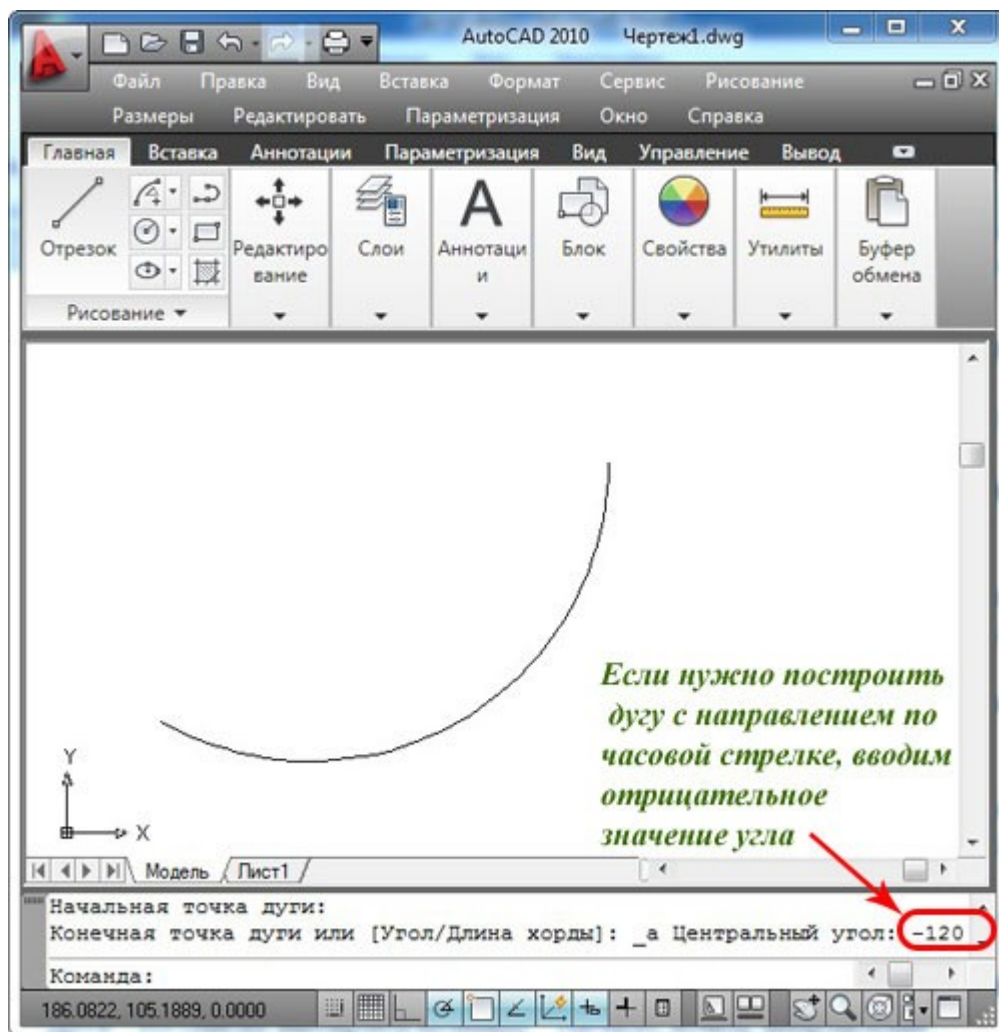 AutoCAD 2010 Чертеж1.dwg
Файл Правка Вид Вставка Формат Сервис Рисование
Размеры Редактировать Параметризация Окно Справка
Главная Вставка Аннотации Параметризация Вид Управление Вывод
Отрезок
Редактиро
вание
Слои
Аннотаци
и
Блок
Свойства
Утилиты
Буфер
обмена
Рисование
Если нужно построить
дугу с направлением по
часовой стрелке, вводим
отрицательное
значение угла
Y
X
Модель Лист1
Начальная точка дуги:
Конечная точка дуги или [Угол/Длина хорды]: _a Центральный угол: -120
Команда:
186.0822, 105.1889, 0.0000